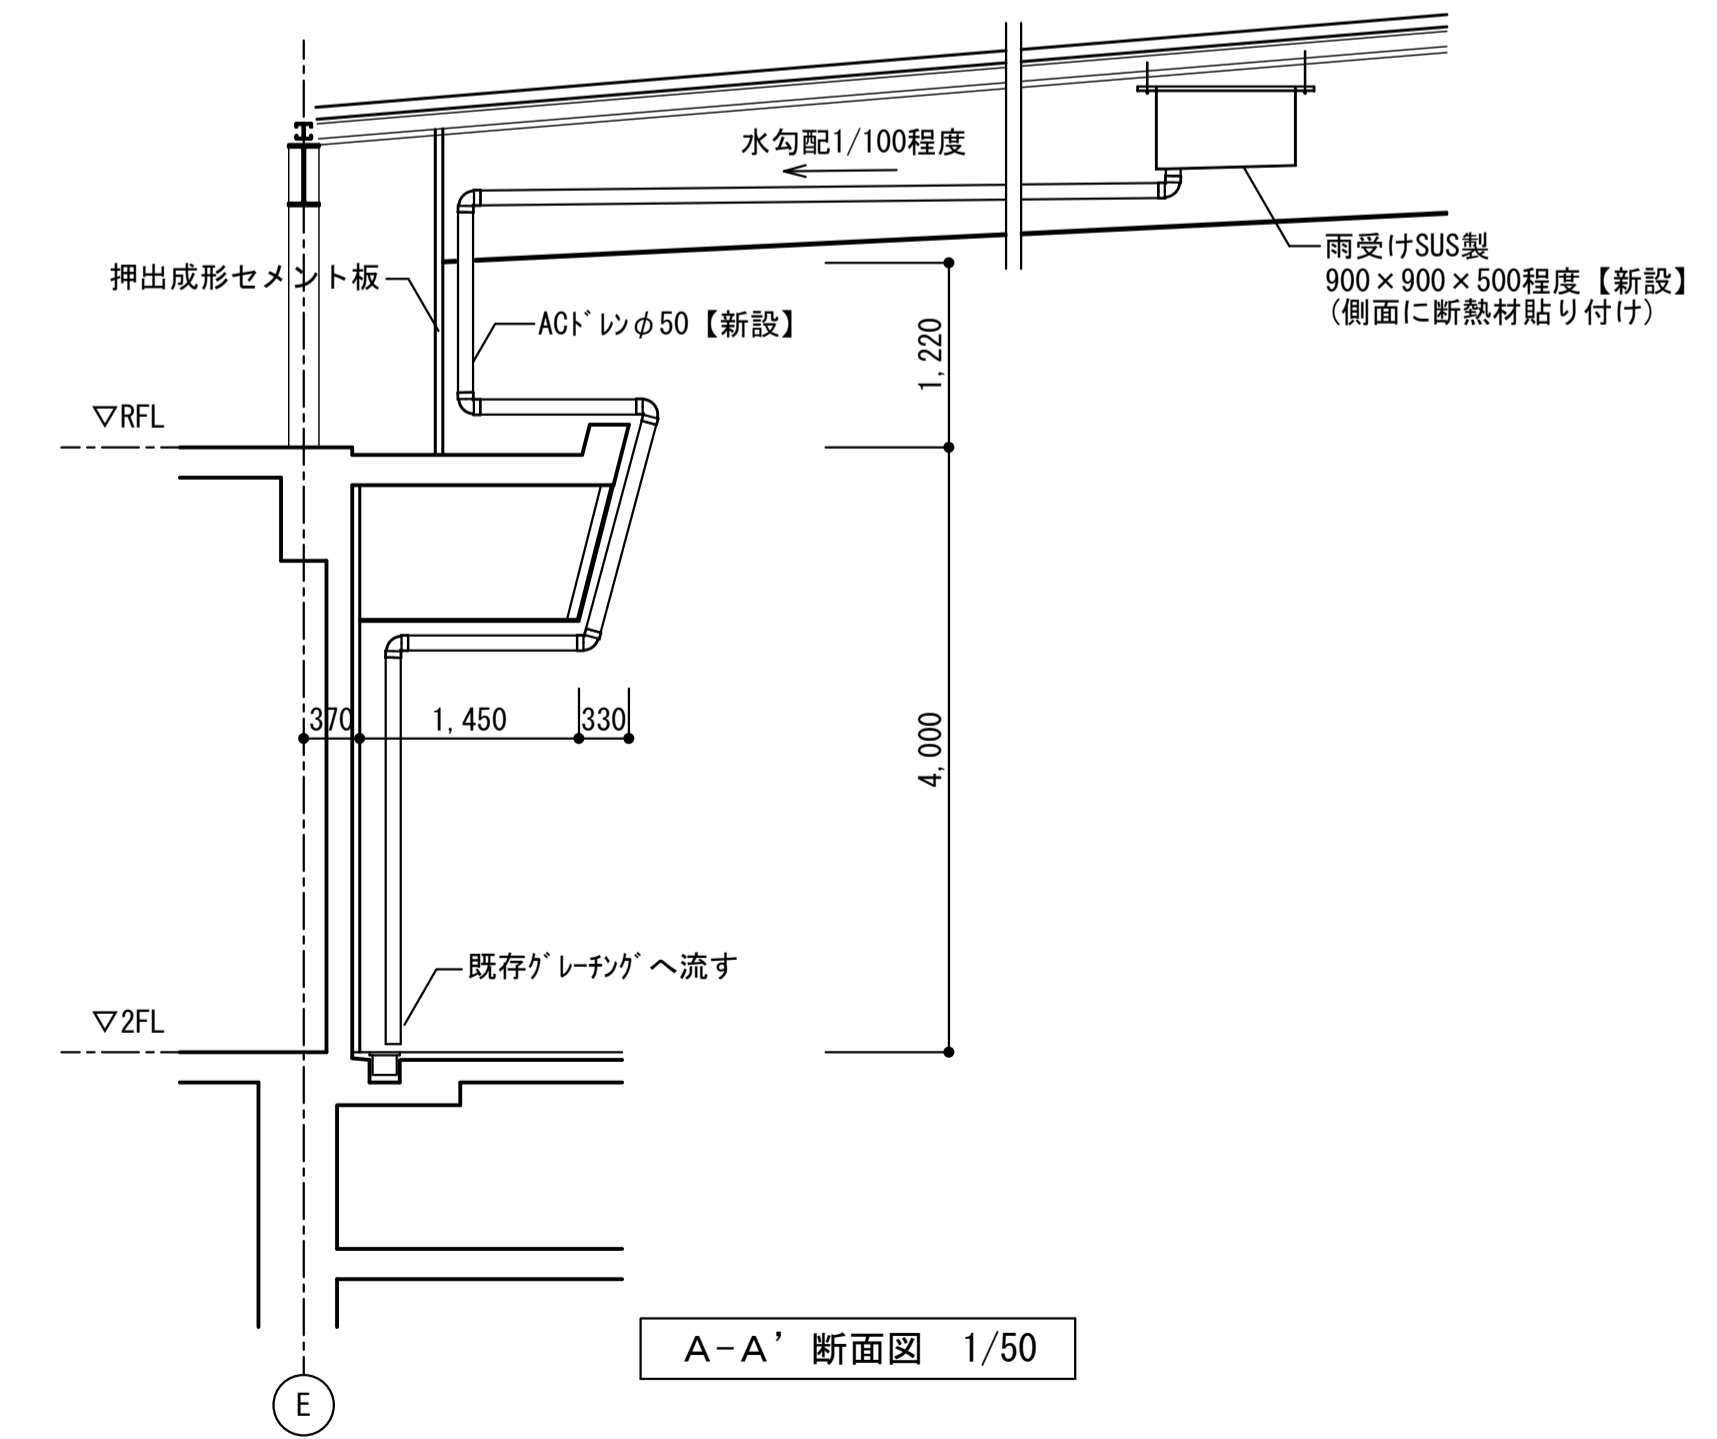 水勾配1/100程度
雨受けSUS製
900×900×500程度【新設】
(側面に断熱材貼り付け)
押出成形セメント板
ACﾄﾞﾚﾝφ50【新設】
1,220
▽RFL
370
1,450
330
4,000
既存ｸﾞﾚｰﾁﾝｸﾞへ流す
▽2FL
A-A’断面図 1/50
E